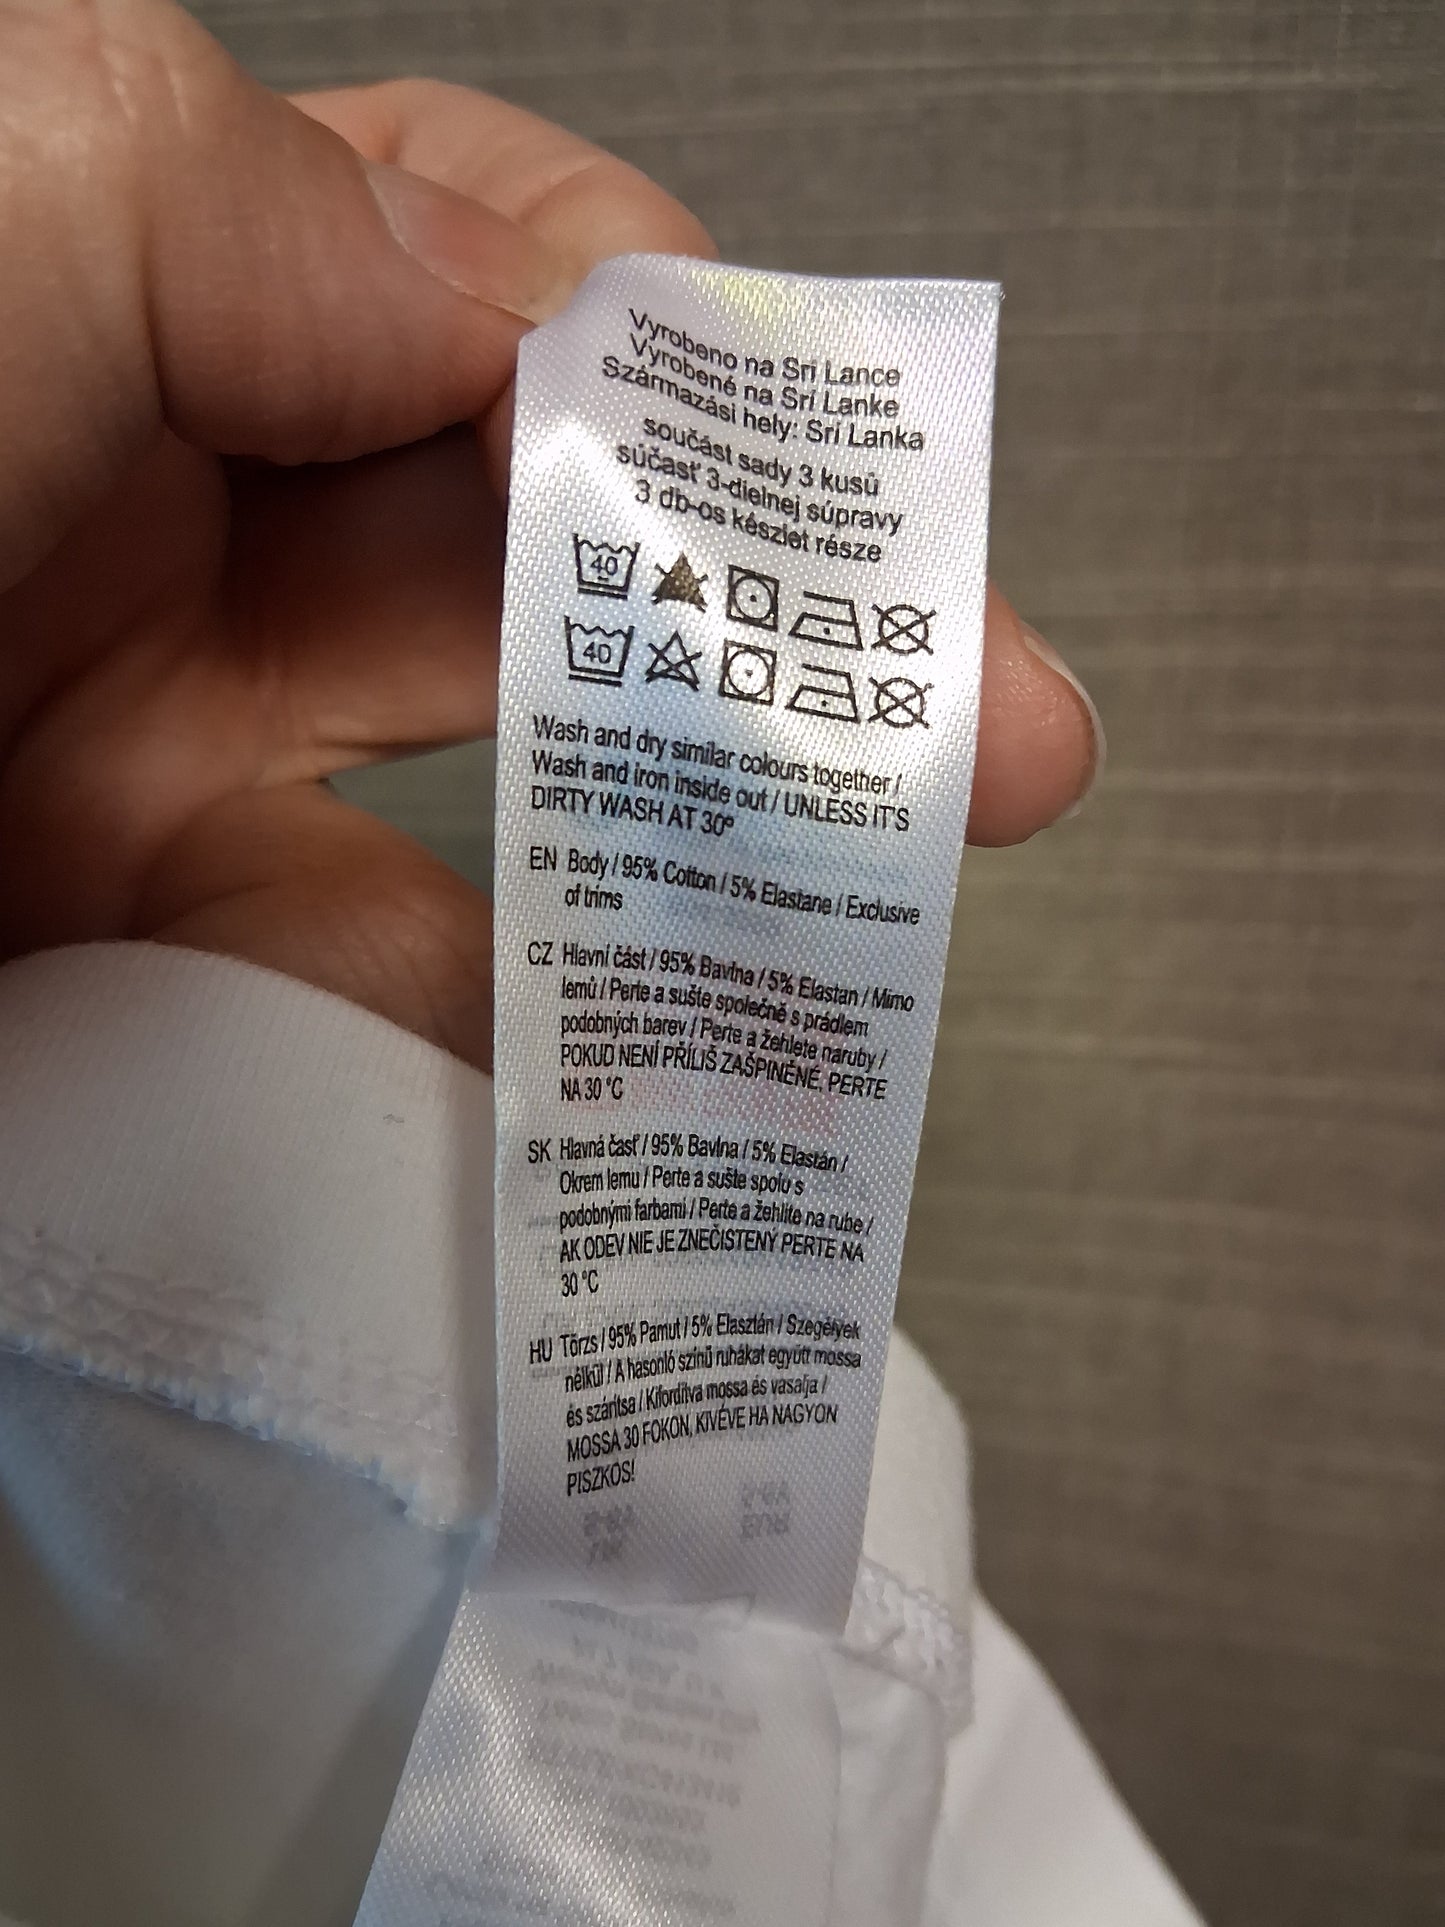 Vyrobeno na Srí Lance
Vyrobené na Srí Lanke
Származási hely: Srí Lanka
součást sady 3 kusů
súčasť 3-dielnej súpravy
3 db-os készlet része
40
40
Wash and dry similar colours together /
Wash and iron inside out / UNLESS IT'S
DIRTY WASH AT 30º
EN Body / 95% Cotton / 5% Elastane / Exclusive
of trims
CZ Hlavní část / 95% Bavlna / 5% Elastan / Mimo
lemů / Perte a sušte společně s prádlem
podobných barev / Perte a žehlete naruby /
POKUD NENÍ PŘÍLIŠ ZAŠPINĚNÉ, PERTE
NA 30 °C
SK Hlavná časť / 95% Bavlna / 5% Elastán /
Okrem lemu / Perte a sušte spolu s
podobnými farbami / Perte a žehlite na rube /
AK ODEV NIE JE ZNEČISTENÝ PERTE NA
30 °C
HU Törzs / 95% Pamut / 5% Elasztán / Szegélyek
nélkül / A hasonló színű ruhákat együtt mossa
és szárítsa / Kifordítva mossa és vasalja /
MOSSA 30 FOKON, KIVÉVE HA NAGYON
PISZKOS!